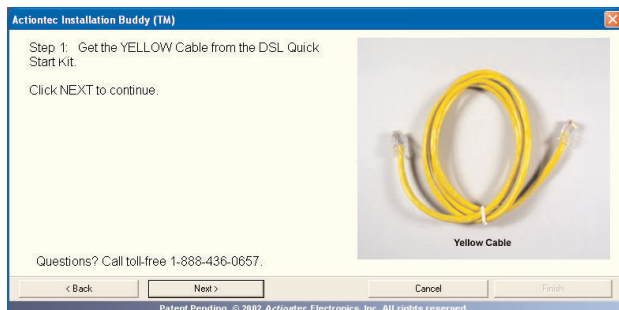 Actiontec Installation Buddy (TM)
Step 1: Get the YELLOW Cable from the DSL Quick
Start Kit.
Click NEXT to continue.
Yellow Cable
Questions? Call toll-free 1-888-436-0657.
< Back
Next >
Cancel
Finish
Patent Pending. © 2002 Actiontec Electronics, Inc. All rights reserved.